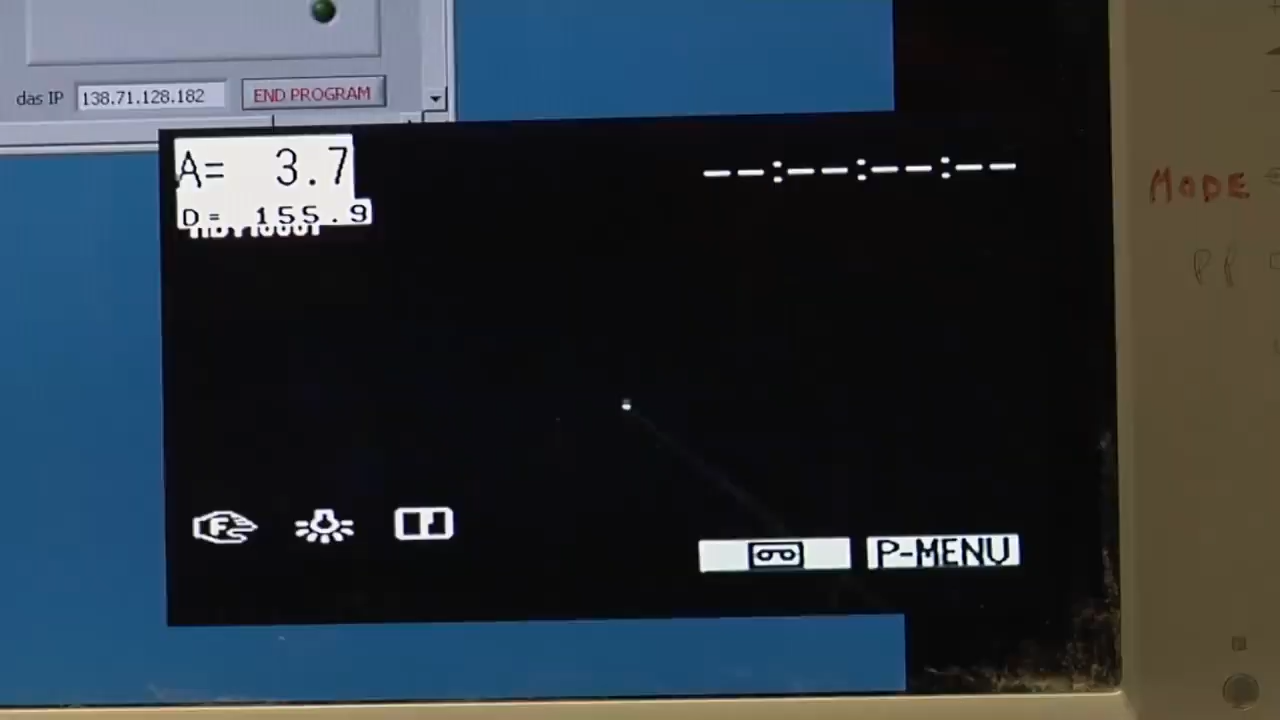 das IP 138.71.128.182 END PROGRAM
A= 3.7
D= 155.9
--:--:--:--
MODE
F
P-MENU